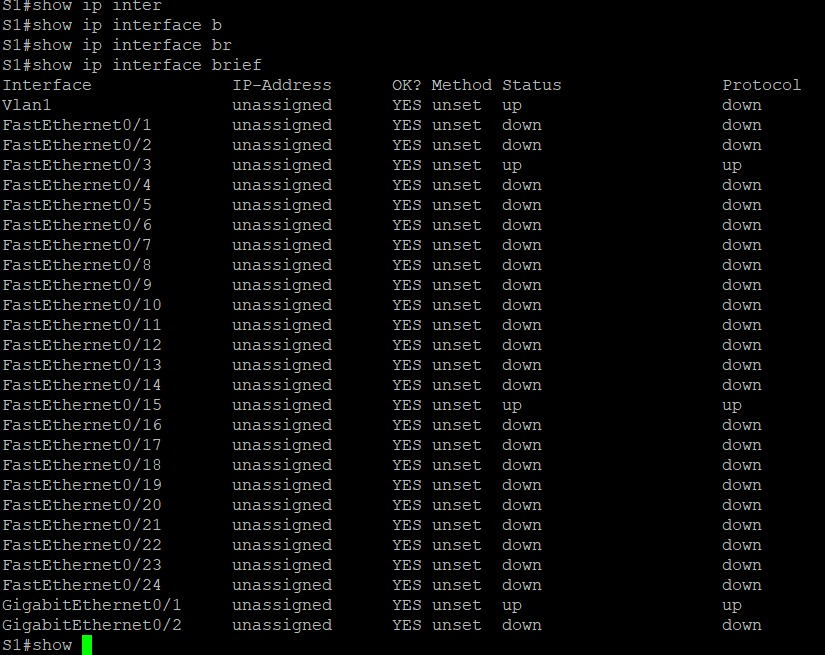 S1#show ip inter
S1#show ip interface b
S1#show ip interface br
S1#show ip interface brief
Interface              IP-Address      OK? Method Status                Protocol
Vlan1                  unassigned      YES unset  up                    down
FastEthernet0/1        unassigned      YES unset  down                  down
FastEthernet0/2        unassigned      YES unset  down                  down
FastEthernet0/3        unassigned      YES unset  up                    up
FastEthernet0/4        unassigned      YES unset  down                  down
FastEthernet0/5        unassigned      YES unset  down                  down
FastEthernet0/6        unassigned      YES unset  down                  down
FastEthernet0/7        unassigned      YES unset  down                  down
FastEthernet0/8        unassigned      YES unset  down                  down
FastEthernet0/9        unassigned      YES unset  down                  down
FastEthernet0/10       unassigned      YES unset  down                  down
FastEthernet0/11       unassigned      YES unset  down                  down
FastEthernet0/12       unassigned      YES unset  down                  down
FastEthernet0/13       unassigned      YES unset  down                  down
FastEthernet0/14       unassigned      YES unset  down                  down
FastEthernet0/15       unassigned      YES unset  up                    up
FastEthernet0/16       unassigned      YES unset  down                  down
FastEthernet0/17       unassigned      YES unset  down                  down
FastEthernet0/18       unassigned      YES unset  down                  down
FastEthernet0/19       unassigned      YES unset  down                  down
FastEthernet0/20       unassigned      YES unset  down                  down
FastEthernet0/21       unassigned      YES unset  down                  down
FastEthernet0/22       unassigned      YES unset  down                  down
FastEthernet0/23       unassigned      YES unset  down                  down
FastEthernet0/24       unassigned      YES unset  down                  down
GigabitEthernet0/1     unassigned      YES unset  up                    up
GigabitEthernet0/2     unassigned      YES unset  down                  down
S1#show